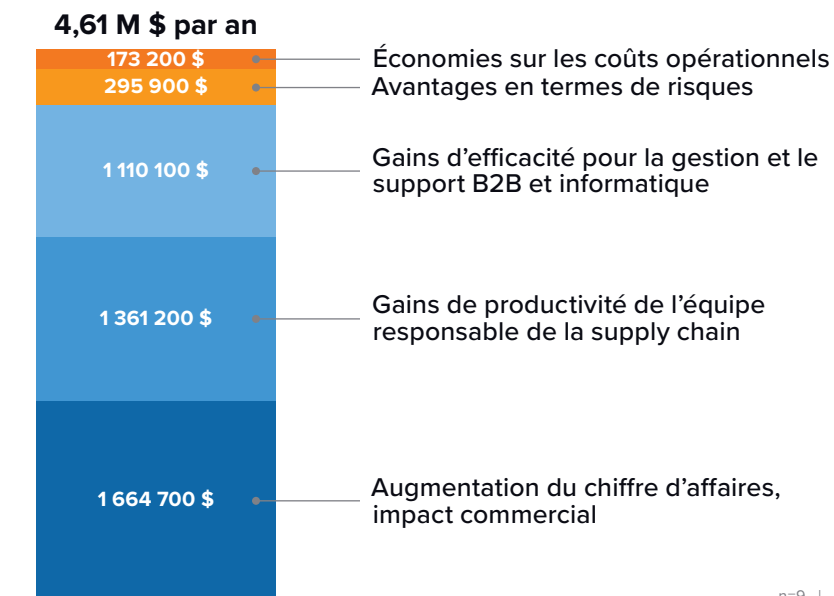 4,61 M $ par an
173 200 $
Économies sur les coûts opérationnels
295 900 $
Avantages en termes de risques
1 110 100 $
Gains d’efficacité pour la gestion et le
support B2B et informatique
1 361 200 $
Gains de productivité de l’équipe
responsable de la supply chain
1 664 700 $
Augmentation du chiffre d’affaires,
impact commercial
n=9 |